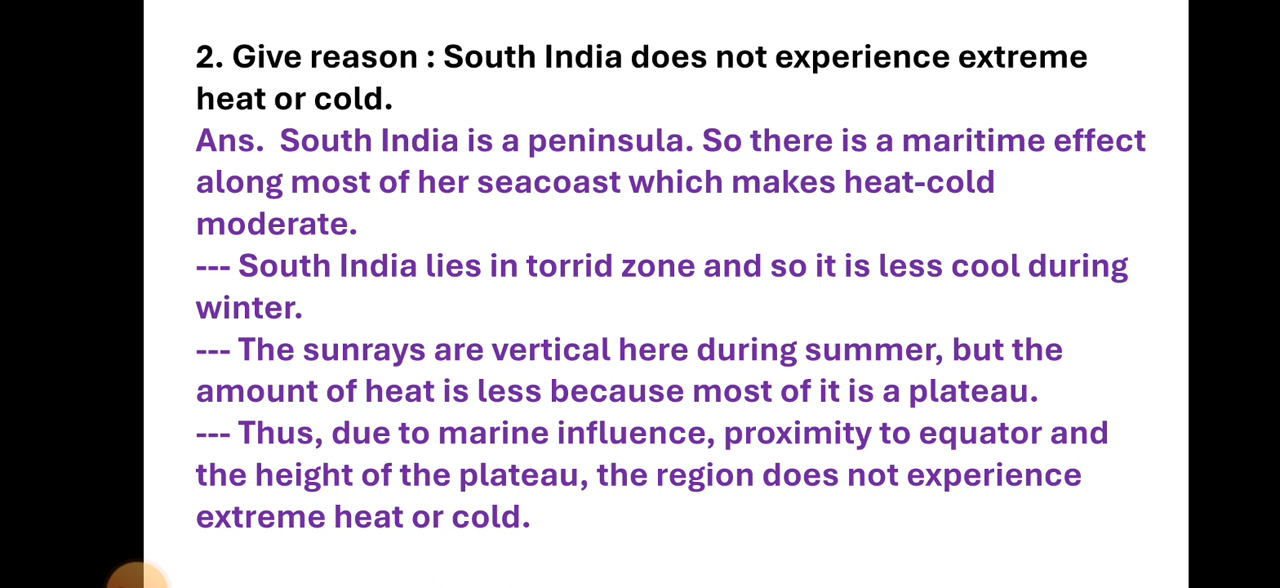 2. Give reason : South India does not experience extreme
heat or cold.
Ans.  South India is a peninsula. So there is a maritime effect
along most of her seacoast which makes heat-cold
moderate.
--- South India lies in torrid zone and so it is less cool during
winter.
--- The sunrays are vertical here during summer, but the
amount of heat is less because most of it is a plateau.
--- Thus, due to marine influence, proximity to equator and
the height of the plateau, the region does not experience
extreme heat or cold.